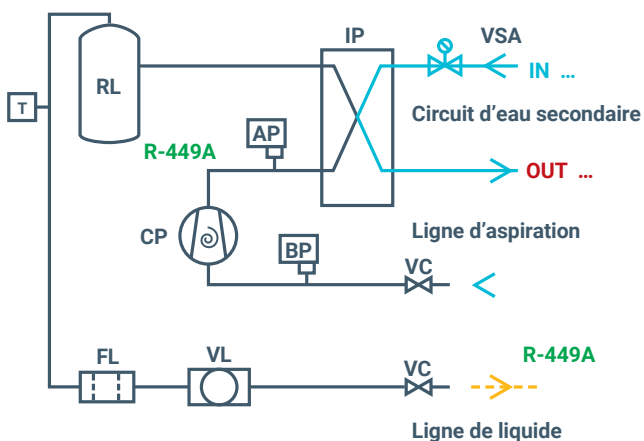 IP
VSA
RL
T
IN ...
Circuit d'eau secondaire
AP
R-449A
OUT ...
CP
BP
Ligne d'aspiration
VC
FL
VL
VC
R-449A
Ligne de liquide